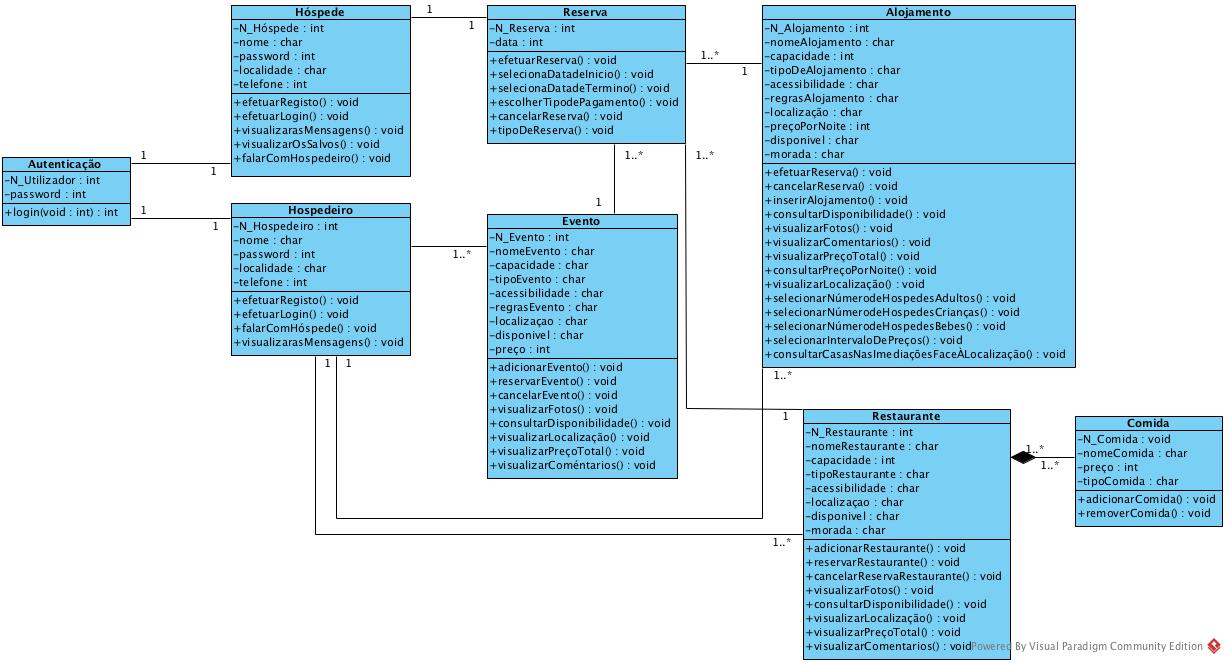 Hóspede
-N_Hóspede : int
-nome : char
-password : int
-localidade : char
-telefone : int
+efetuarRegisto() : void
+efetuarLogin() : void
+visualizarasMensagens() : void
+visualizarOsSalvos() : void
+falarComHospedeiro() : void
1
1
Reserva
-N_Reserva : int
-data : int
+efetuarReserva() : void
+selecionaDatadeInicio() : void
+selecionaDatadeTermino() : void
+escolherTipodePagamento() : void
+cancelarReserva() : void
+tipoDeReserva() : void
1..*
1
Alojamento
-N_Alojamento : int
-nomeAlojamento : char
-capacidade : int
-tipoDeAlojamento : char
-acessibilidade : char
-regrasAlojamento : char
-localização : char
-preçoPorNoite : int
-disponivel : char
-morada : char
+efetuarReserva() : void
+cancelarReserva() : void
+inserirAlojamento() : void
+consultarDisponibilidade() : void
+visualizarFotos() : void
+visualizarComentarios() : void
+visualizarPreçoTotal() : void
+consultarPreçoPorNoite() : void
+visualizarLocalização() : void
+selecionarNúmerodeHospedesAdultos() : void
+selecionarNúmerodeHospedesCrianças() : void
+selecionarNúmerodeHospedesBebes() : void
+selecionarIntervaloDePreços() : void
+consultarCasasNasImediaçõesFaceÀLocalização() : void
Autenticação
-N_Utilizador : int
-password : int
+login(void : int) : int
1
1
1
1
Hospedeiro
-N_Hospedeiro : int
-nome : char
-password : int
-localidade : char
-telefone : int
+efetuarRegisto() : void
+efetuarLogin() : void
+falarComHóspede() : void
+visualizarasMensagens() : void
1..*
1..*
1
1..*
Evento
-N_Evento : int
-nomeEvento : char
-capacidade : char
-tipoEvento : char
-acessibilidade : char
-regrasEvento : char
-localizaçao : char
-disponivel : char
-preço : int
+adicionarEvento() : void
+reservarEvento() : void
+cancelarEvento() : void
+visualizarFotos() : void
+consultarDisponibilidade() : void
+visualizarLocalização() : void
+visualizarPreçoTotal() : void
+visualizarComéntarios() : void
1
1
1..*
1
1..*
Restaurante
-N_Restaurante : int
-nomeRestaurante : char
-capacidade : int
-tipoRestaurante : char
-acessibilidade : char
-localizaçao : char
-disponivel : char
-morada : char
+adicionarRestaurante() : void
+reservarRestaurante() : void
+cancelarReservaRestaurante() : void
+visualizarFotos() : void
+consultarDisponibilidade() : void
+visualizarLocalização() : void
+visualizarPreçoTotal() : void
+visualizarComentarios() : void
1..*
1..*
Comida
-N_Comida : void
-nomeComida : char
-preço : int
-tipoComida : char
+adicionarComida() : void
+removerComida() : void
Powered By Visual Paradigm Community Edition